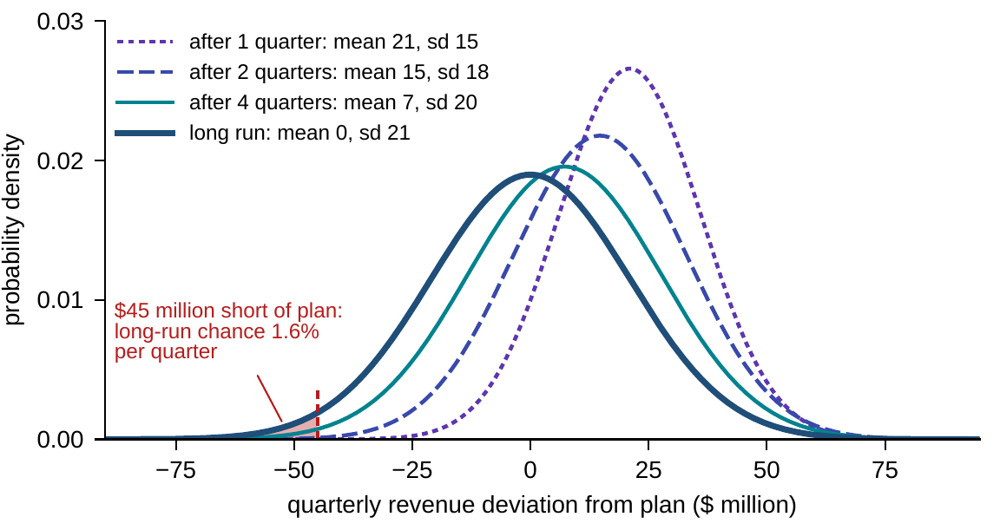 0.03
0.02
0.01
0.00
probability density
after 1 quarter: mean 21, sd 15
after 2 quarters: mean 15, sd 18
after 4 quarters: mean 7, sd 20
long run: mean 0, sd 21
$45 million short of plan:
long-run chance 1.6%
per quarter
−75
−50
−25
0
25
50
75
quarterly revenue deviation from plan ($ million)